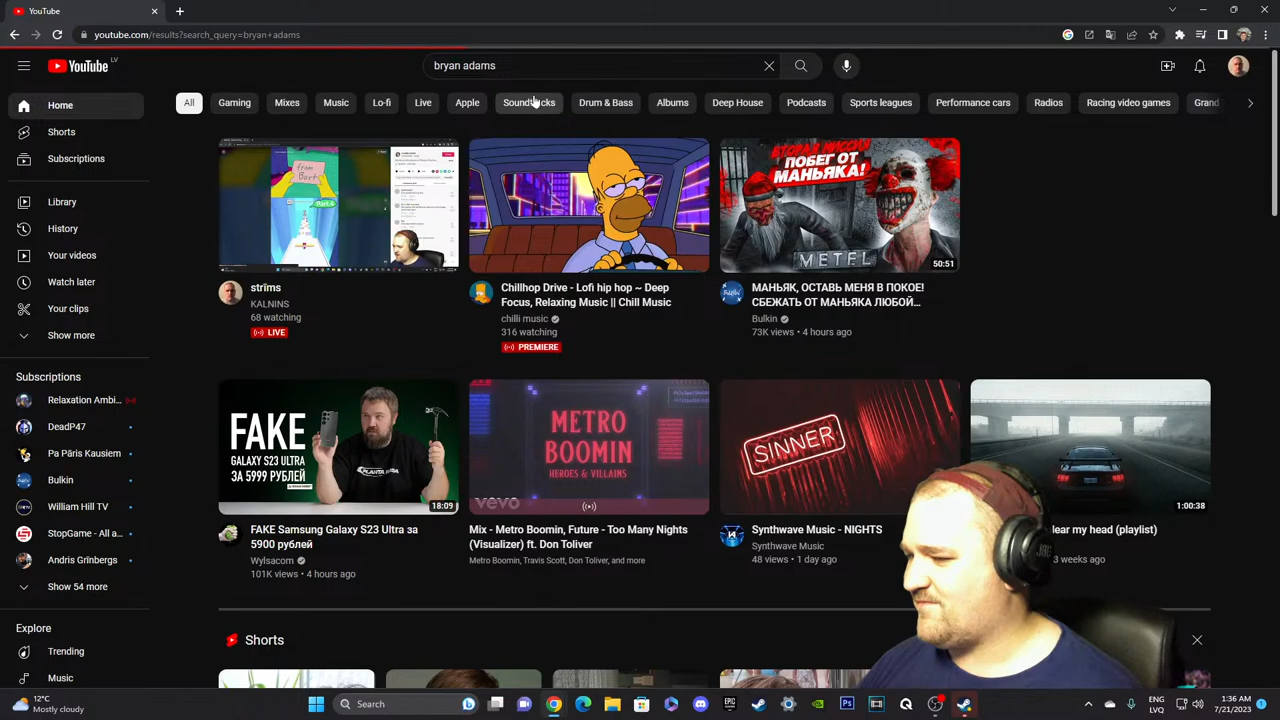 YouTube
youtube.com/results?search_query=bryan+adams
YouTube LV
bryan adams
All
Gaming
Mixes
Music
Lo-fi
Live
Apple
Soundtracks
Drum & Bass
Albums
Deep House
Podcasts
Sports leagues
Performance cars
Radios
Racing video games
Grand
Home
Shorts
Subscriptions
Library
History
Your videos
Watch later
Your clips
Show more
Subscriptions
Relaxation Ambi...
DeadP47
Pa Pāris Kausiem
Bulkin
William Hill TV
StopGame - All a...
Andris Grinbergs
Show 54 more
Explore
Trending
Music
ПОБЕГ ОТ
МАНЬЯКА
METEL
50:51
strīms
KALNINS
68 watching
LIVE
Chillhop Drive - Lofi hip hop ~ Deep
Focus, Relaxing Music || Chill Music
chilli music
316 watching
PREMIERE
МАНЬЯК, ОСТАВЬ МЕНЯ В ПОКОЕ!
СБЕЖАТЬ ОТ МАНЬЯКА ЛЮБОЙ...
Bulkin
73K views • 4 hours ago
FAKE
GALAXY S23 ULTRA
ЗА 5999 РУБЛЕЙ
18:09
METRO
BOOMIN
HEROES & VILLAINS
vevo
SINNER
1:00:38
FAKE Samsung Galaxy S23 Ultra за
5900 рублей
Wylsacom
101K views • 4 hours ago
Mix - Metro Boomin, Future - Too Many Nights
(Visualizer) ft. Don Toliver
Metro Boomin, Travis Scott, Don Toliver, and more
Synthwave Music - NIGHTS
Synthwave Music
48 views • 1 day ago
lear my head (playlist)
3 weeks ago
Shorts
12°C
Mostly cloudy
Search
ENG
LVQ
1:36 AM
7/21/2023